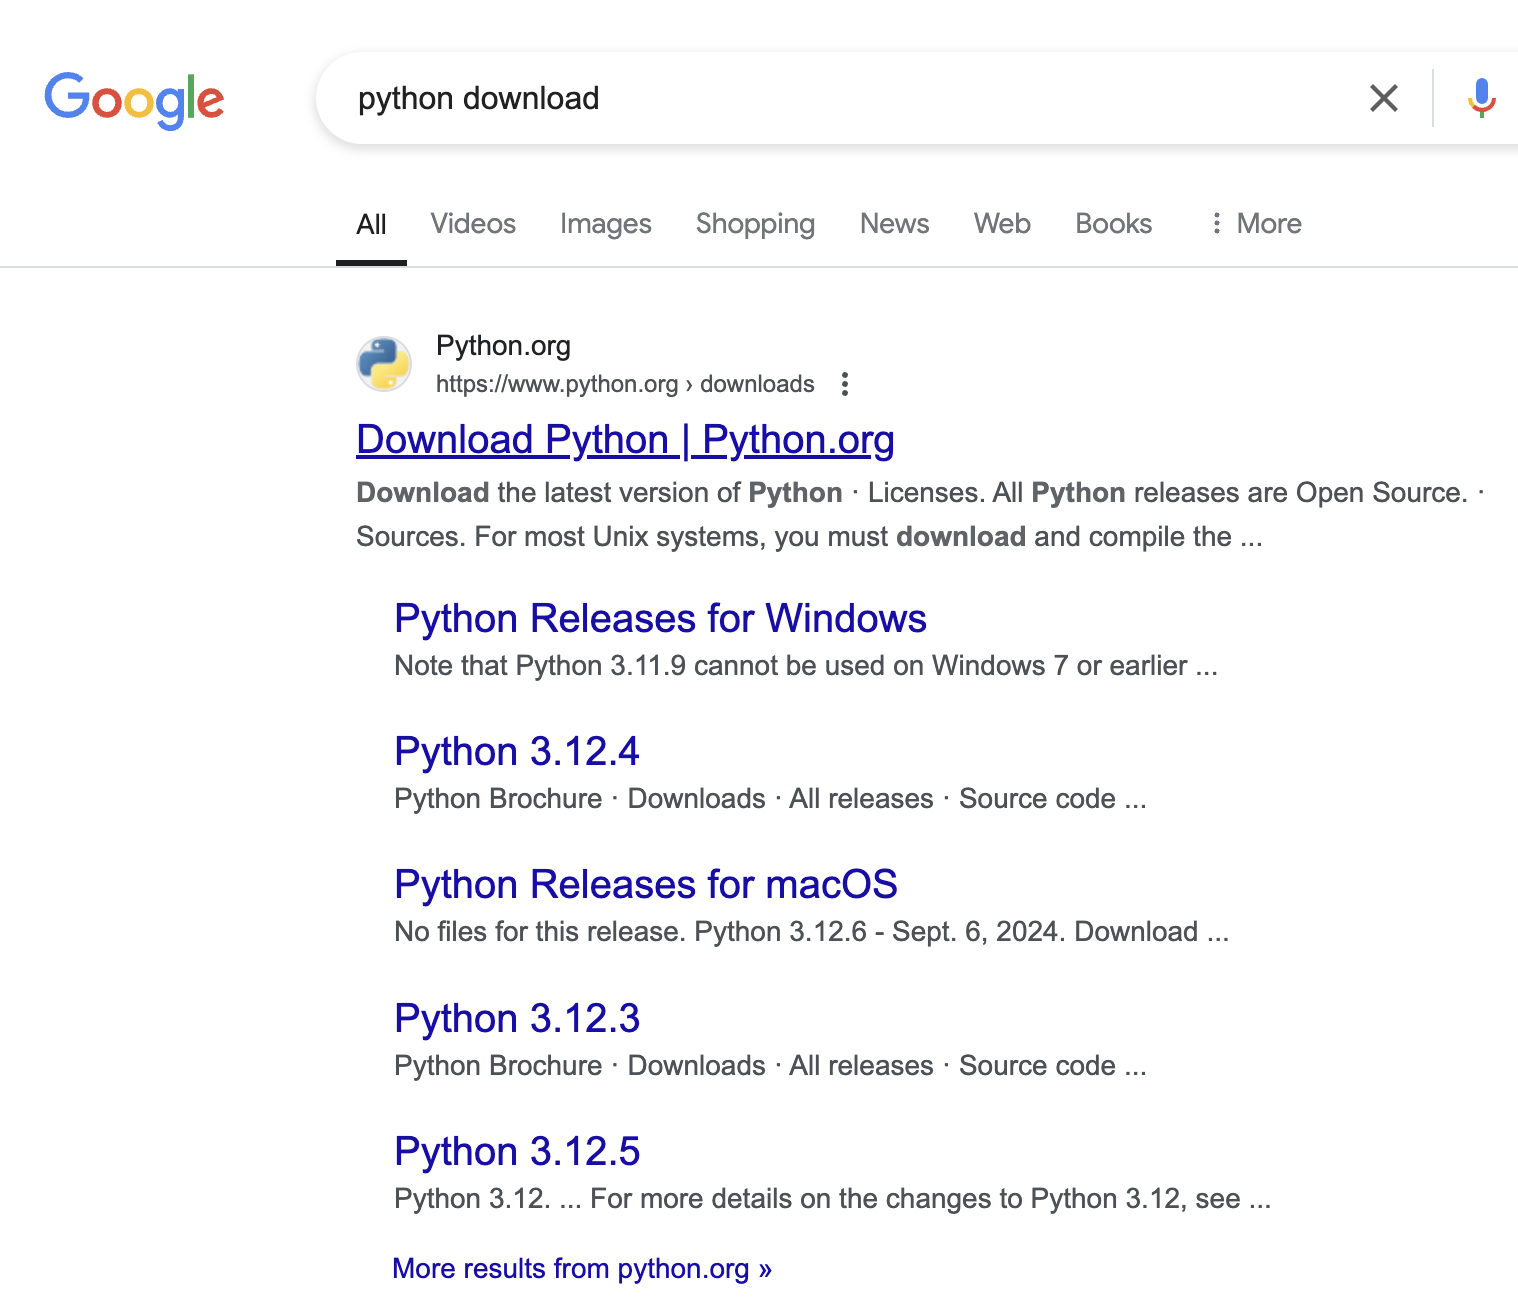 Google
python download
All Videos Images Shopping News Web Books More
Python.org
https://www.python.org › downloads
Download Python | Python.org
Download the latest version of Python · Licenses. All Python releases are Open Source. ·
Sources. For most Unix systems, you must download and compile the ...
Python Releases for Windows
Note that Python 3.11.9 cannot be used on Windows 7 or earlier ...
Python 3.12.4
Python Brochure · Downloads · All releases · Source code ...
Python Releases for macOS
No files for this release. Python 3.12.6 - Sept. 6, 2024. Download ...
Python 3.12.3
Python Brochure · Downloads · All releases · Source code ...
Python 3.12.5
Python 3.12. ... For more details on the changes to Python 3.12, see ...
More results from python.org »